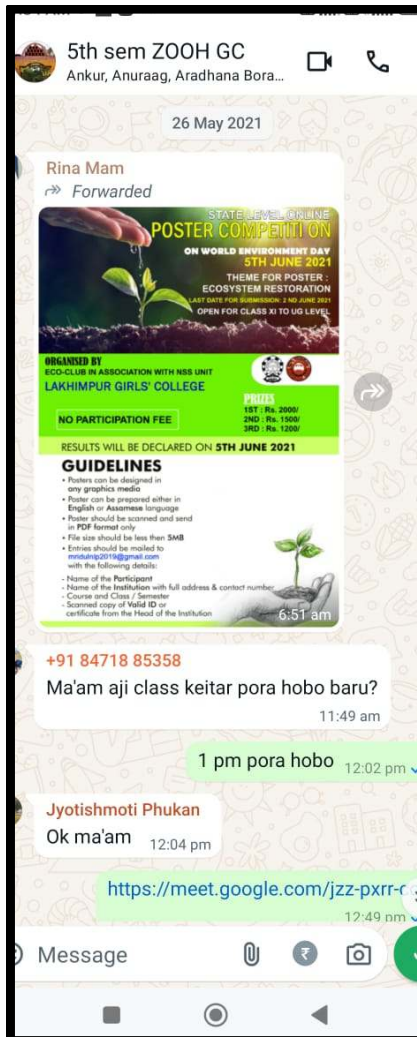 5th sem ZOOH GC
Ankur, Anuraag, Aradhana Bora...
26 May 2021
Rina Mam
Forwarded
STATE LEVEL ONLINE
POSTER COMPETITION
ON WORLD ENVIRONMENT DAY
5TH JUNE 2021
THEME FOR POSTER :
ECOSYSTEM RESTORATION
LAST DATE FOR SUBMISSION: 2 ND JUNE 2021
OPEN FOR CLASS XI TO UG LEVEL
ORGANISED BY
ECO-CLUB IN ASSOCIATION WITH NSS UNIT
LAKHIMPUR GIRLS' COLLEGE
NO PARTICIPATION FEE
PRIZES
1ST : Rs. 2000/
2ND : Rs. 1500/
3RD : Rs. 1200/
RESULTS WILL BE DECLARED ON 5TH JUNE 2021
GUIDELINES
• Posters can be designed in
any graphics media
• Poster can be prepared either in
English or Assamese language
• Poster should be scanned and send
in PDF format only
• File size should be less then 5MB
• Entries should be mailed to
mridulnlp2019@gmail.com
with the following details:
- Name of the Participant
- Name of the Institution with full address & contact number
- Course and Class / Semester
- Scanned copy of Valid ID or
certificate from the Head of the Institution
6:51 am
+91 84718 85358
Ma'am aji class keitar pora hobo baru?
11:49 am
1 pm pora hobo 12:02 pm
Jyotishmoti Phukan
Ok ma'am 12:04 pm
https://meet.google.com/jzz-pxrr-
12:49 pm
Message